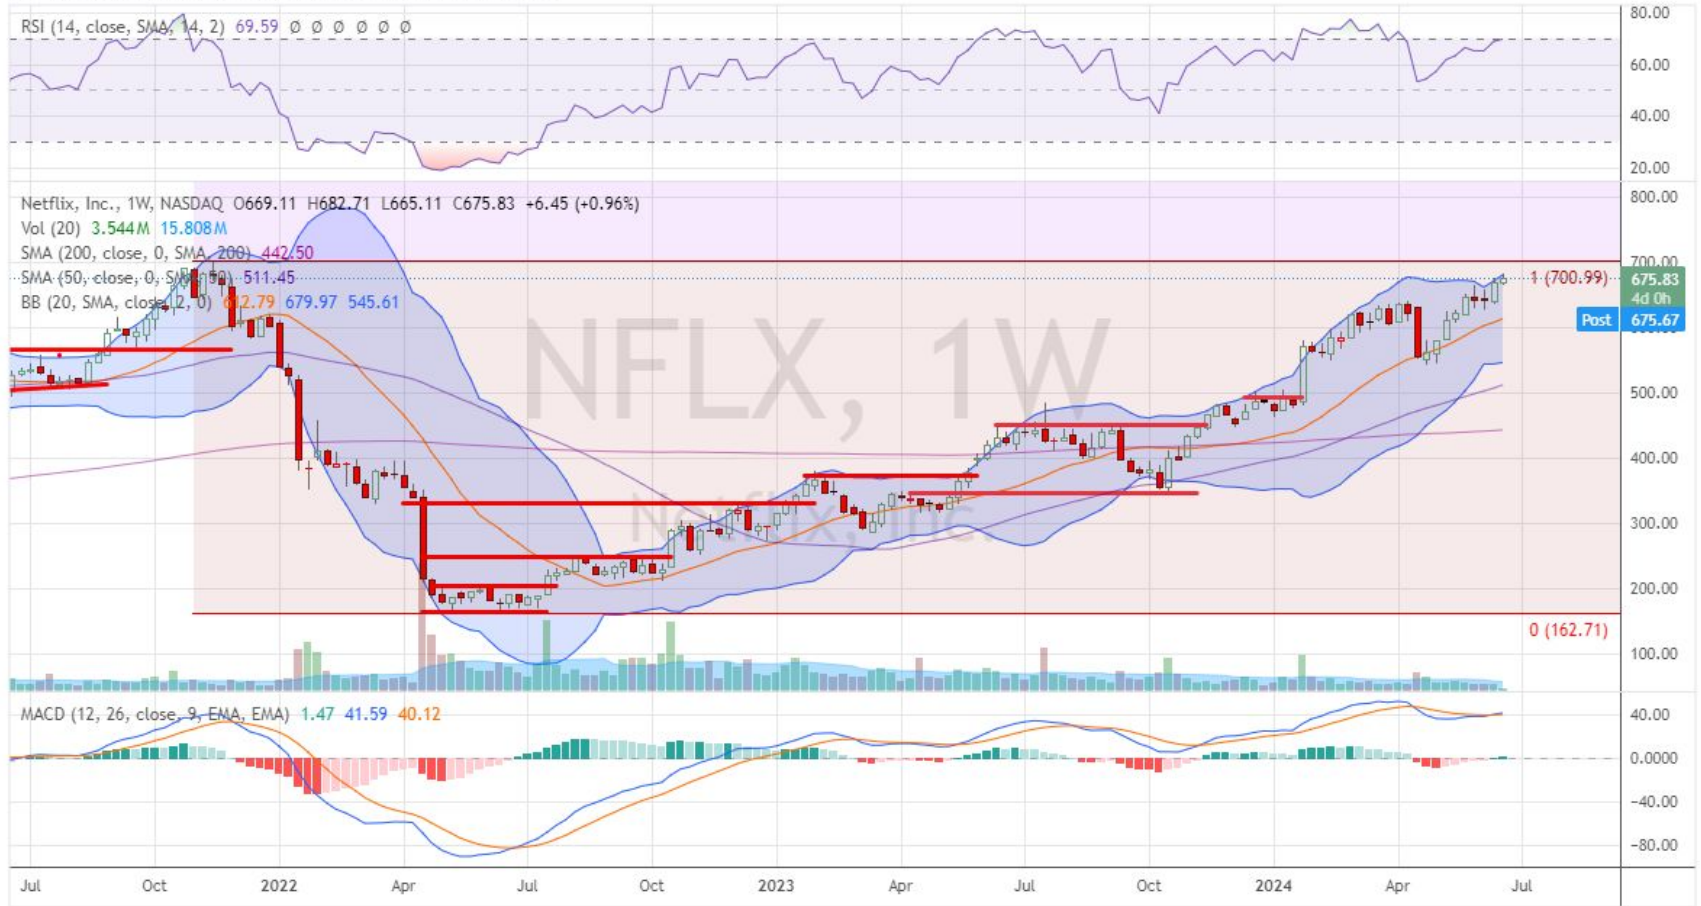 RSI (14, close, SMA, 14, 2) 69.59 Ø Ø Ø Ø Ø Ø
80.00
60.00
40.00
20.00
Netflix, Inc., 1W, NASDAQ O669.11 H682.71 L665.11 C675.83 +6.45 (+0.96%)
800.00
Vol (20) 3.544M 15.808M
SMA (200, close, 0, SMA, 200) 442.50
700.00
SMA (50, close, 0, SMA, 50) 511.45
1 (700.99)
675.83
4d 0h
BB (20, SMA, close, 2, 0) 612.79 679.97 545.61
Post 675.67
NFLX, 1W
Netflix, Inc.
500.00
400.00
300.00
200.00
0 (162.71)
100.00
MACD (12, 26, close, 9, EMA, EMA) 1.47 41.59 40.12
40.00
0.0000
−40.00
−80.00
Jul Oct 2022 Apr Jul Oct 2023 Apr Jul Oct 2024 Apr Jul